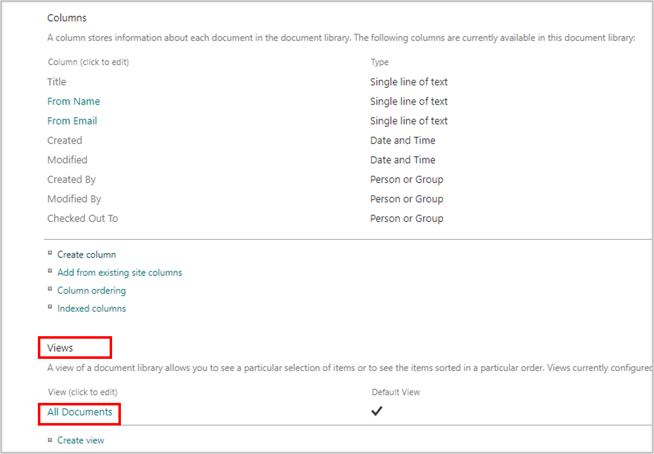 Columns
A column stores information about each document in the document library. The following columns are currently available in this document library:
Column (click to edit) Type
Title Single line of text
From Name Single line of text
From Email Single line of text
Created Date and Time
Modified Date and Time
Created By Person or Group
Modified By Person or Group
Checked Out To Person or Group
Create column
Add from existing site columns
Column ordering
Indexed columns
Views
A view of a document library allows you to see a particular selection of items or to see the items sorted in a particular order. Views currently configured
View (click to edit) Default View
All Documents
Create view